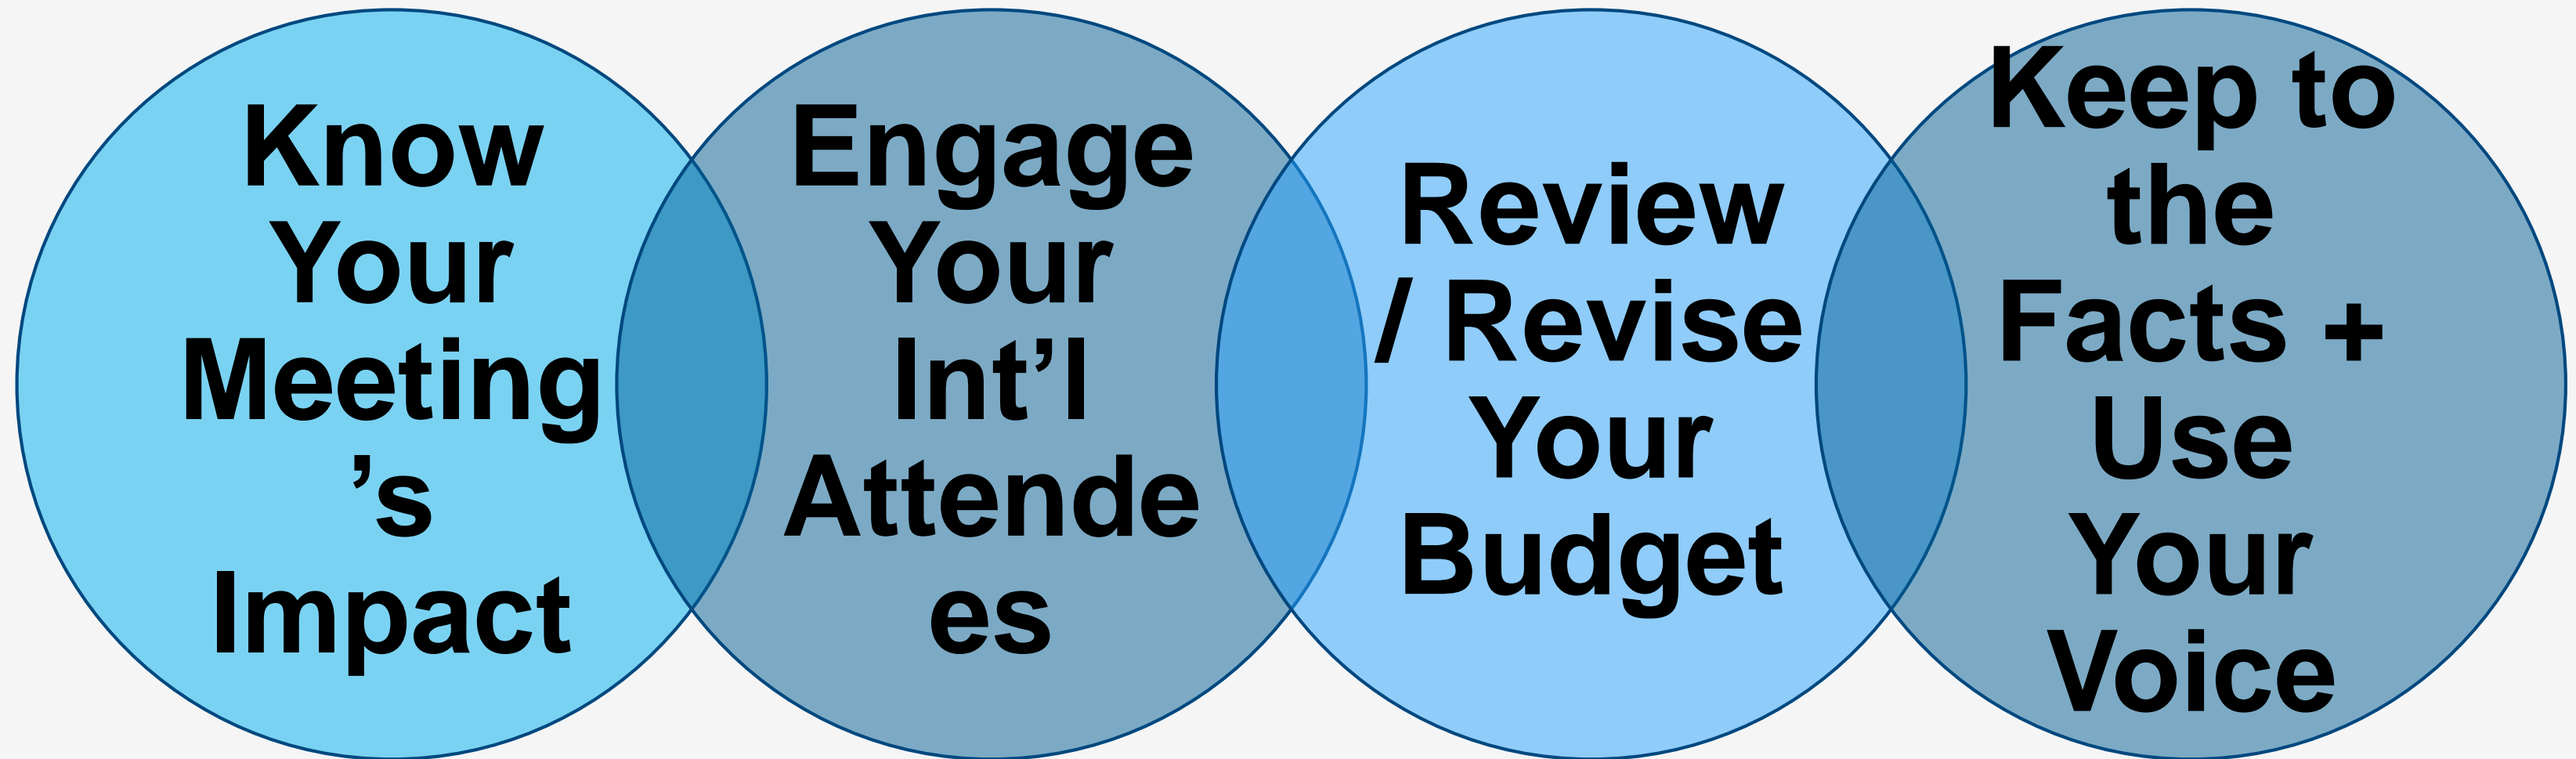 Know
Your
Meeting
’s
Impact
Engage
Your
Int’l
Attende
es
Review
/ Revise
Your
Budget
Keep to
the
Facts +
Use
Your
Voice